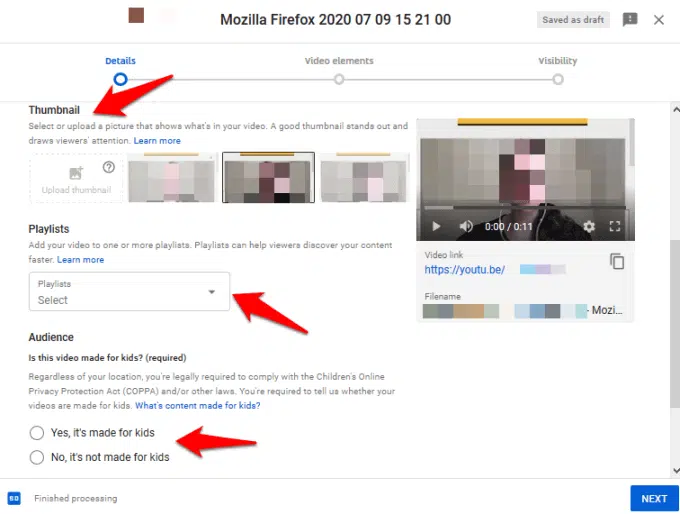 Mozilla Firefox 2020 07 09 15 21 00
Saved as draft
Details
Video elements
Visibility
Thumbnail
Select or upload a picture that shows what's in your video. A good thumbnail stands out and
draws viewers' attention. Learn more
Upload thumbnail
Playlists
Add your video to one or more playlists. Playlists can help viewers discover your content
faster. Learn more
Playlists
Select
Audience
Is this video made for kids? (required)
Regardless of your location, you're legally required to comply with the Children's Online
Privacy Protection Act (COPPA) and/or other laws. You're required to tell us whether your
videos are made for kids. What's content made for kids?
Yes, it's made for kids
No, it's not made for kids
0:00 / 0:11
Video link
https://youtu.be/
Filename
- Mozi...
SD
Finished processing
NEXT